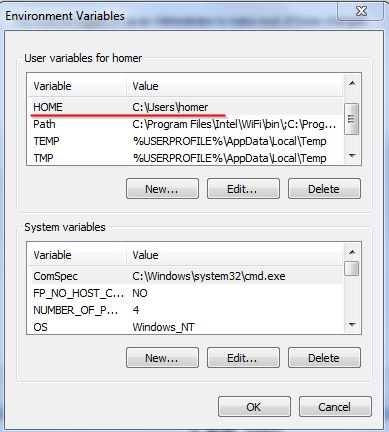 Environment Variables
User variables for homer
Variable Value
HOME C:\Users\homer
Path C:\Program Files\Intel\WiFi\bin\;C:\Prog...
TEMP %USERPROFILE%\AppData\Local\Temp
TMP %USERPROFILE%\AppData\Local\Temp
New... Edit... Delete
System variables
Variable Value
ComSpec C:\Windows\system32\cmd.exe
FP_NO_HOST_C... NO
NUMBER_OF_P... 4
OS Windows_NT
New... Edit... Delete
OK Cancel